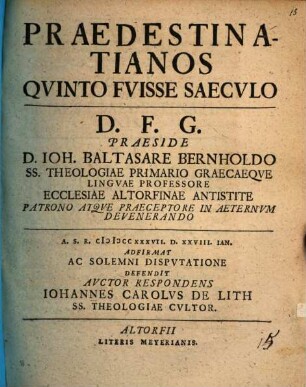 PRAEDESTINA-
TIANOS
QVINTO FVISSE SAECVLO
D. F. G.
PRAESIDE
D. IOH. BALTASARE BERNHOLDO
SS. THEOLOGIAE PRIMARIO GRAECAEQVE
LINGVAE PROFESSORE
ECCLESIAE ALTORFINAE ANTISTITE
PATRONO ATQVE PRAECEPTORE IN AETERNVM
DEVENERANDO
A. S. R. CIƆIƆCC XXXVII. D. XXVIII. IAN.
ADFIRMAT
AC SOLEMNI DISPVTATIONE
DEFENDIT
AVCTOR RESPONDENS
IOHANNES CAROLVS DE LITH
SS. THEOLOGIAE CVLTOR.
ALTORFII
LITERIS MEYERIANIS.